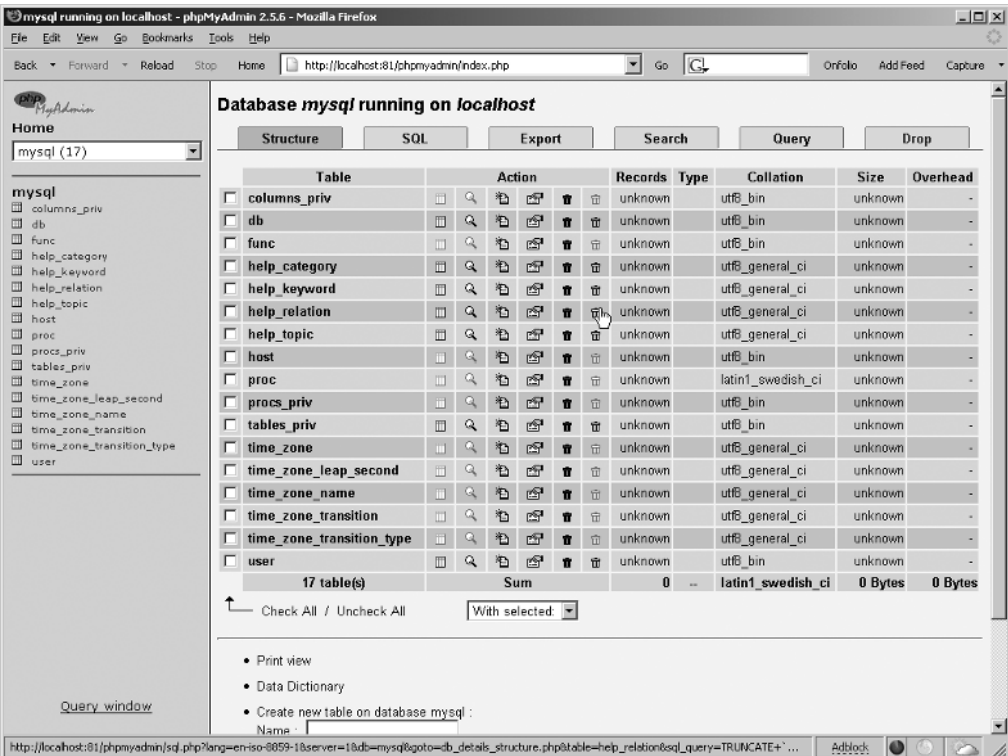 mysql running on localhost - phpMyAdmin 2.5.6 - Mozilla Firefox
File Edit View Go Bookmarks Tools Help
Back Forward Reload Stop Home http://localhost:81/phpmyadmin/index.php Go G Onfolio Add Feed Capture
php
MyAdmin
Home
mysql (17)
mysql
columns_priv
db
func
help_category
help_keyword
help_relation
help_topic
host
proc
procs_priv
tables_priv
time_zone
time_zone_leap_second
time_zone_name
time_zone_transition
time_zone_transition_type
user
Query window
Database mysql running on localhost
Structure SQL Export Search Query Drop
Table Action Records Type Collation Size Overhead
columns_priv unknown utf8_bin unknown -
db unknown utf8_bin unknown -
func unknown utf8_bin unknown -
help_category unknown utf8_general_ci unknown -
help_keyword unknown utf8_general_ci unknown -
help_relation unknown utf8_general_ci unknown -
help_topic unknown utf8_general_ci unknown -
host unknown utf8_bin unknown -
proc unknown latin1_swedish_ci unknown -
procs_priv unknown utf8_bin unknown -
tables_priv unknown utf8_bin unknown -
time_zone unknown utf8_general_ci unknown -
time_zone_leap_second unknown utf8_general_ci unknown -
time_zone_name unknown utf8_general_ci unknown -
time_zone_transition unknown utf8_general_ci unknown -
time_zone_transition_type unknown utf8_general_ci unknown -
user unknown utf8_bin unknown -
17 table(s) Sum 0 -- latin1_swedish_ci 0 Bytes 0 Bytes
Check All / Uncheck All With selected:
Print view
Data Dictionary
Create new table on database mysql :
Name :
http://localhost:81/phpmyadmin/sql.php?lang=en-iso-8859-1&server=1&db=mysql&goto=db_details_structure.php&table=help_relation&sql_query=TRUNCATE+`... Adblock